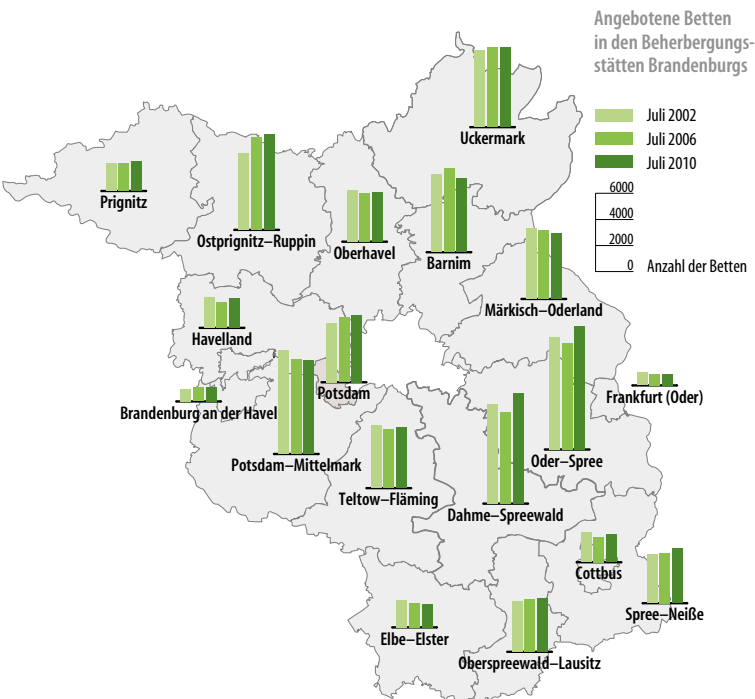 Angebotene Betten
in den Beherbergungs-
stätten Brandenburgs
Juli 2002
Juli 2006
Juli 2010
6000
4000
2000
0 Anzahl der Betten
Uckermark
Prignitz
Ostprignitz–Ruppin
Oberhavel
Barnim
Märkisch–Oderland
Havelland
Potsdam
Brandenburg an der Havel
Frankfurt (Oder)
Potsdam–Mittelmark
Oder–Spree
Teltow–Fläming
Dahme–Spreewald
Cottbus
Spree–Neiße
Elbe–Elster
Oberspreewald–Lausitz